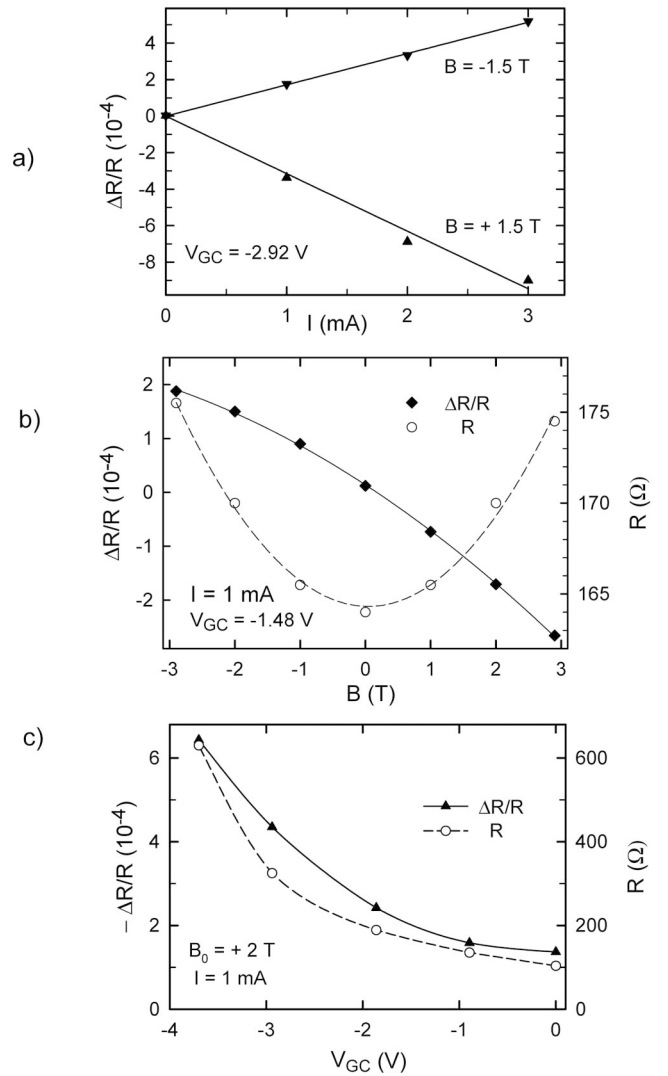 a)
ΔR/R (10⁻⁴)
4
2
0
-2
-4
-6
-8
B = -1.5 T
B = + 1.5 T
V_GC = -2.92 V
0 1 2 3
I (mA)
b)
ΔR/R (10⁻⁴)
2
1
0
-1
-2
ΔR/R
R
175
170
165
R (Ω)
I = 1 mA
V_GC = -1.48 V
-3 -2 -1 0 1 2 3
B (T)
c)
− ΔR/R (10⁻⁴)
6
4
2
0
ΔR/R
R
600
400
200
0
R (Ω)
B₀ = + 2 T
I = 1 mA
-4 -3 -2 -1 0
V_GC (V)